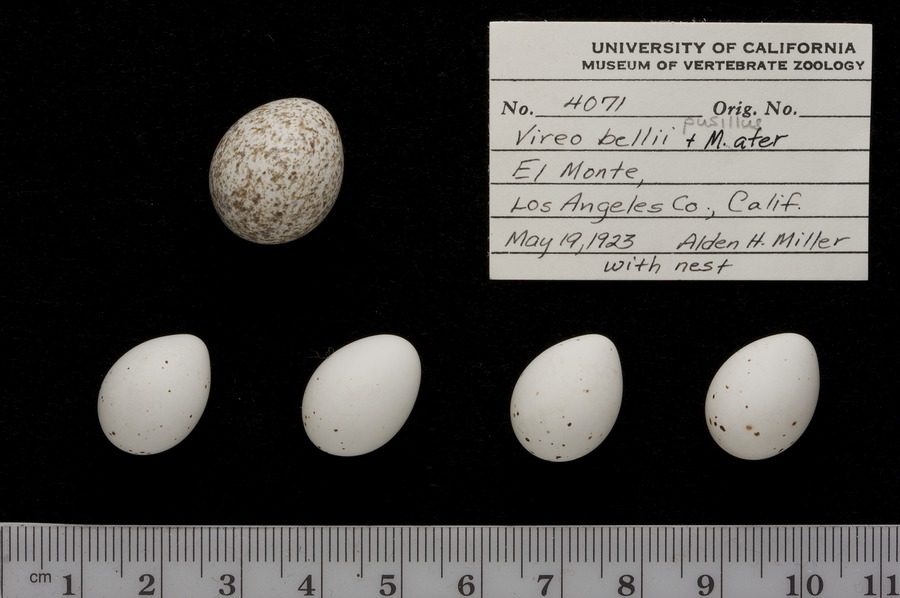 UNIVERSITY OF CALIFORNIA
MUSEUM OF VERTEBRATE ZOOLOGY
No. 4071 Orig. No.
pusillus
Vireo bellii + M. ater
El Monte,
Los Angeles Co., Calif.
May 19, 1923 Alden H. Miller
with nest
cm 1 2 3 4 5 6 7 8 9 10 11